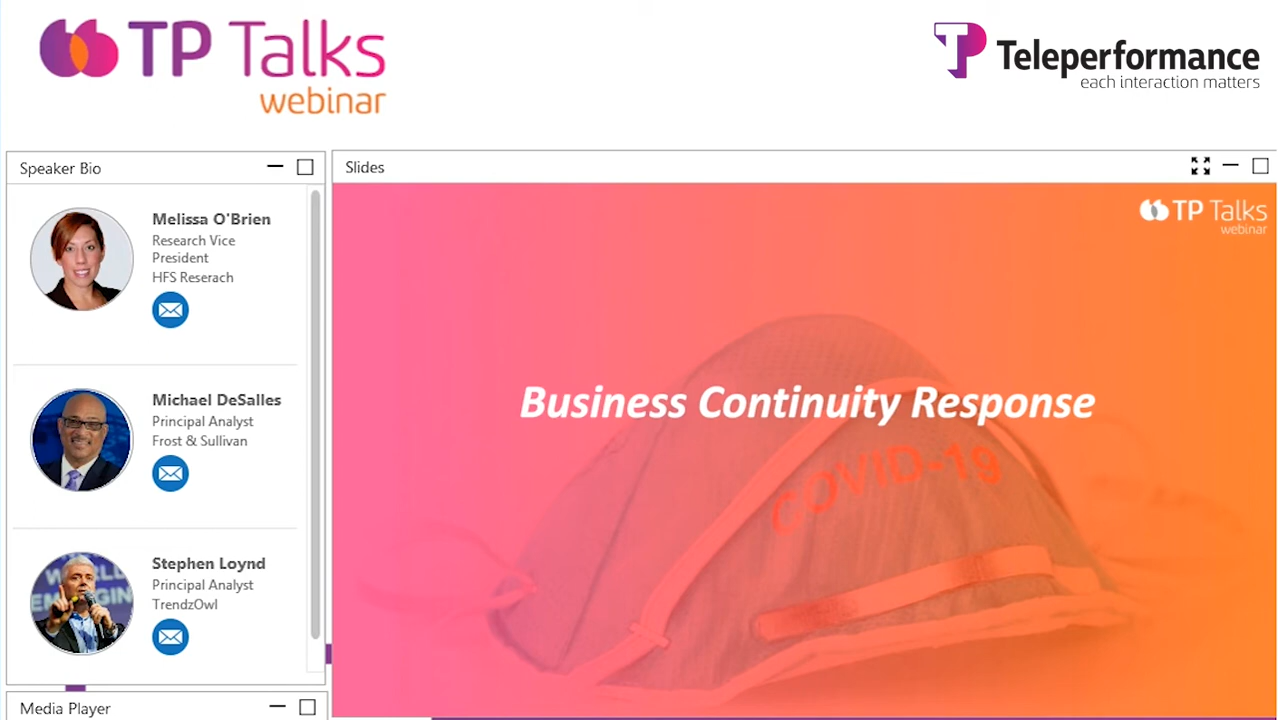 TP Talks
webinar
Teleperformance
each interaction matters
Speaker Bio
Melissa O'Brien
Research Vice
President
HFS Reserach
Michael DeSalles
Principal Analyst
Frost & Sullivan
Stephen Loynd
Principal Analyst
TrendzOwl
Media Player
Slides
TP Talks
webinar
Business Continuity Response
COVID-19